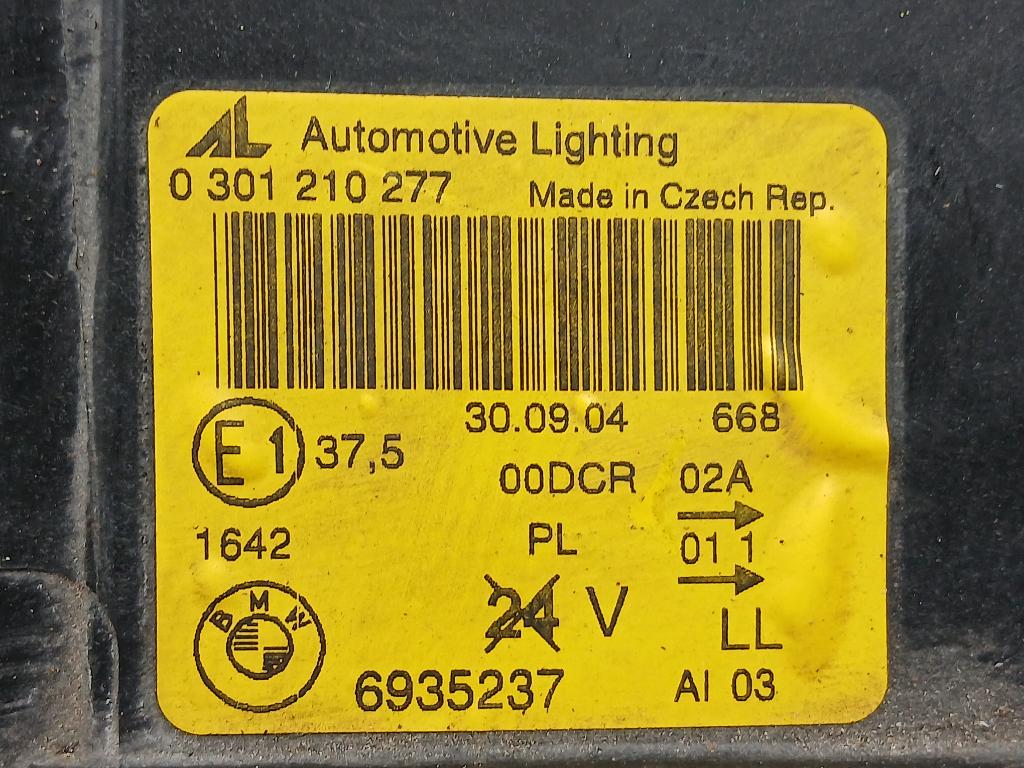 AL Automotive Lighting
0 301 210 277 Made in Czech Rep.
30.09.04 668
E1 37,5
00DCR 02A
1642 PL 01 1
24 V LL
BMW
6935237 AI 03